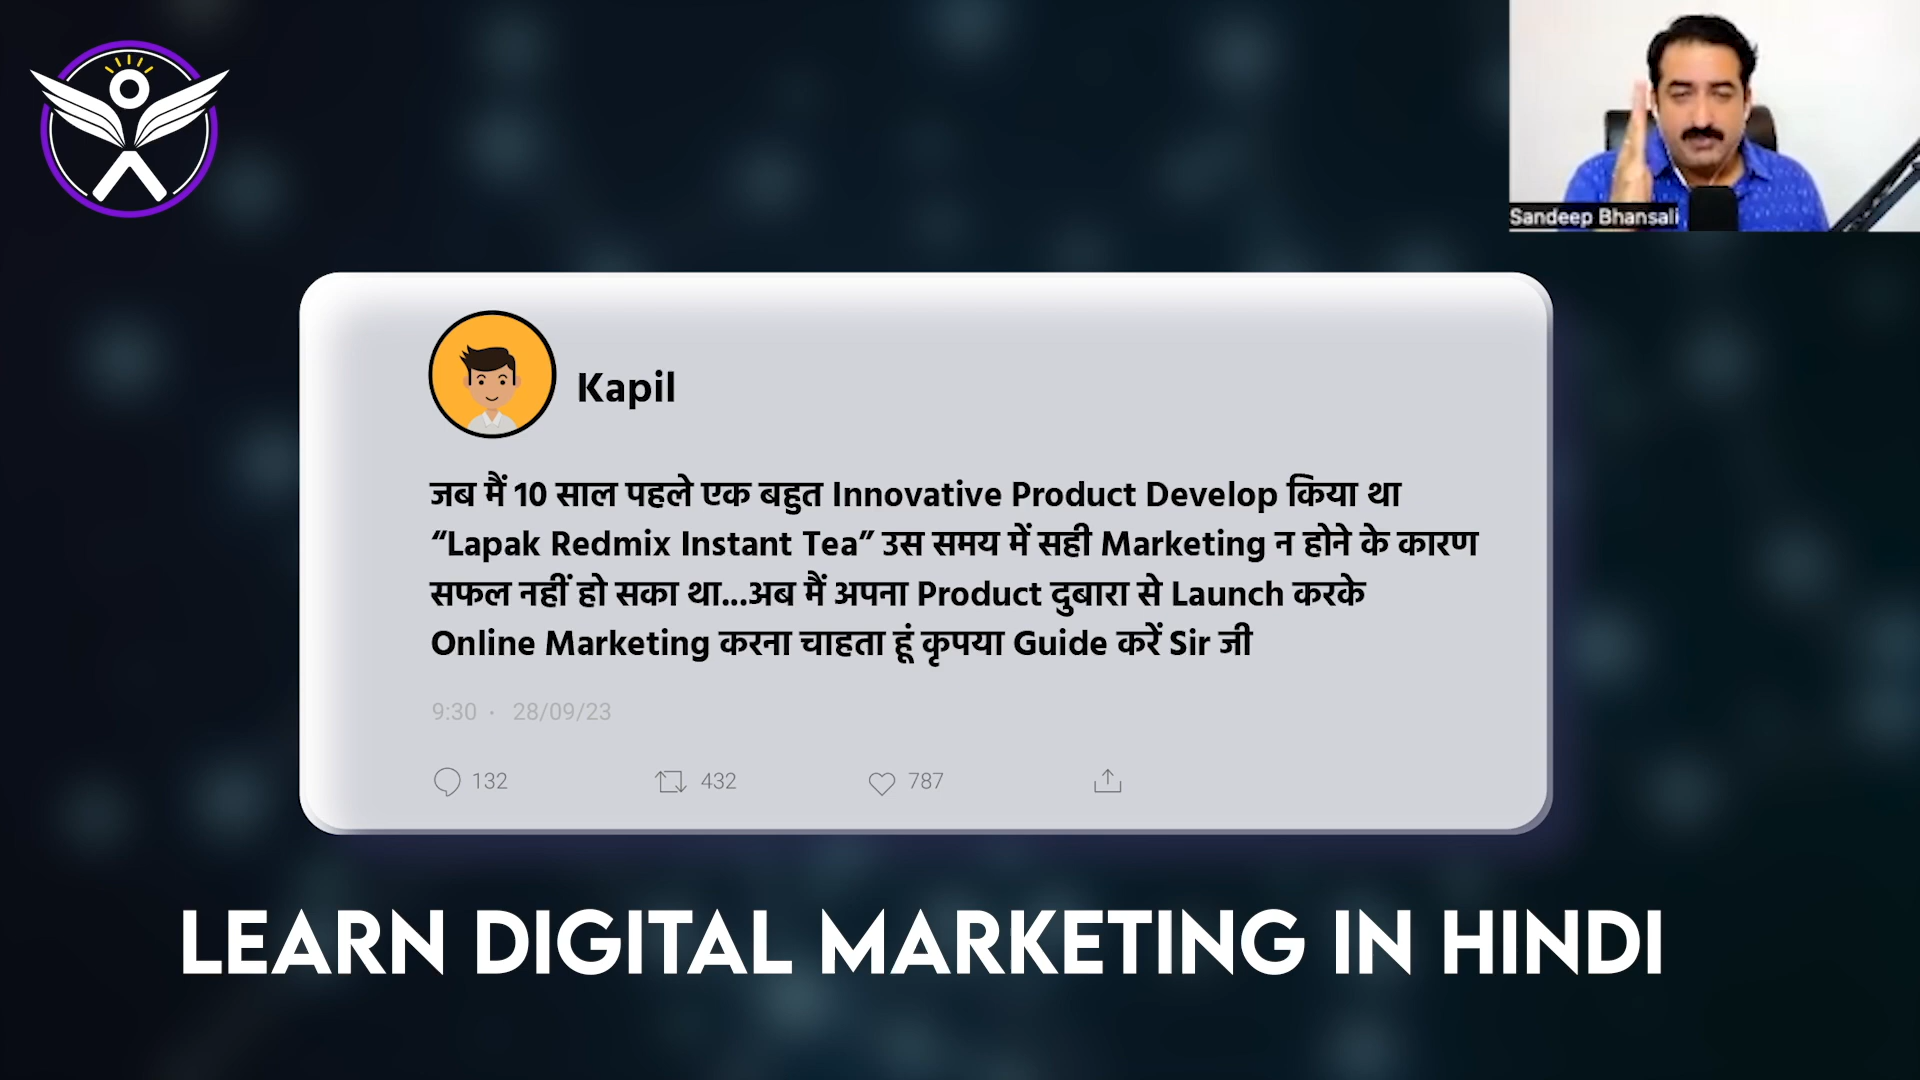 Sandeep Bhansali
Kapil
जब मैं 10 साल पहले एक बहुत Innovative Product Develop किया था
“Lapak Redmix Instant Tea” उस समय में सही Marketing न होने के कारण
सफल नहीं हो सका था...अब मैं अपना Product दुबारा से Launch करके
Online Marketing करना चाहता हूं कृपया Guide करें Sir जी
9:30 · 28/09/23
132 432 787
LEARN DIGITAL MARKETING IN HINDI